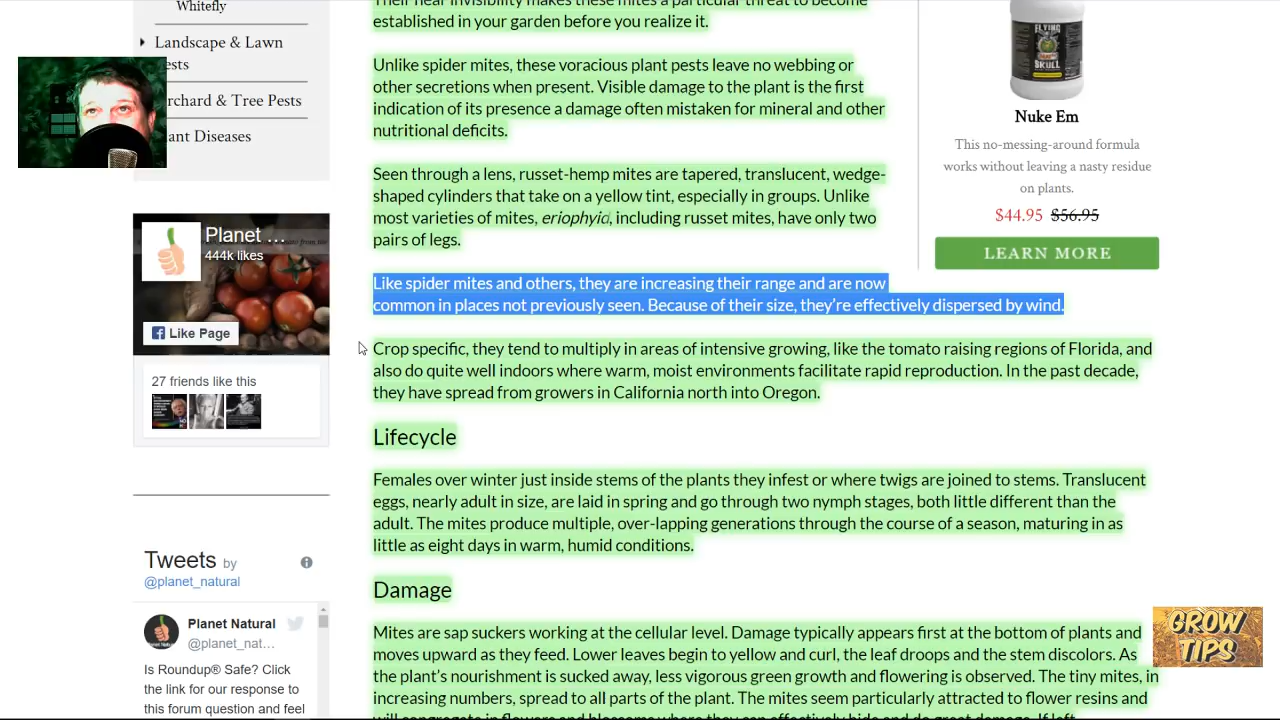 Whitefly
Landscape & Lawn
ests
rchard & Tree Pests
ant Diseases
Planet ...
444k likes
Like Page
27 friends like this
Tweets by
@planet_natural
Planet Natural
@planet_nat...
Is Roundup® Safe? Click
the link for our response to
this forum question and feel
established in your garden before you realize it.
Unlike spider mites, these voracious plant pests leave no webbing or
other secretions when present. Visible damage to the plant is the first
indication of its presence a damage often mistaken for mineral and other
nutritional deficits.
Seen through a lens, russet-hemp mites are tapered, translucent, wedge-
shaped cylinders that take on a yellow tint, especially in groups. Unlike
most varieties of mites, eriophyid, including russet mites, have only two
pairs of legs.
Like spider mites and others, they are increasing their range and are now
common in places not previously seen. Because of their size, they're effectively dispersed by wind.
Crop specific, they tend to multiply in areas of intensive growing, like the tomato raising regions of Florida, and
also do quite well indoors where warm, moist environments facilitate rapid reproduction. In the past decade,
they have spread from growers in California north into Oregon.
Lifecycle
Females over winter just inside stems of the plants they infest or where twigs are joined to stems. Translucent
eggs, nearly adult in size, are laid in spring and go through two nymph stages, both little different than the
adult. The mites produce multiple, over-lapping generations through the course of a season, maturing in as
little as eight days in warm, humid conditions.
Damage
Mites are sap suckers working at the cellular level. Damage typically appears first at the bottom of plants and
moves upward as they feed. Lower leaves begin to yellow and curl, the leaf droops and the stem discolors. As
the plant's nourishment is sucked away, less vigorous green growth and flowering is observed. The tiny mites, in
increasing numbers, spread to all parts of the plant. The mites seem particularly attracted to flower resins and
FLYING
SKULL
Nuke Em
This no-messing-around formula
works without leaving a nasty residue
on plants.
$44.95 $56.95
LEARN MORE
GROW
TIPS